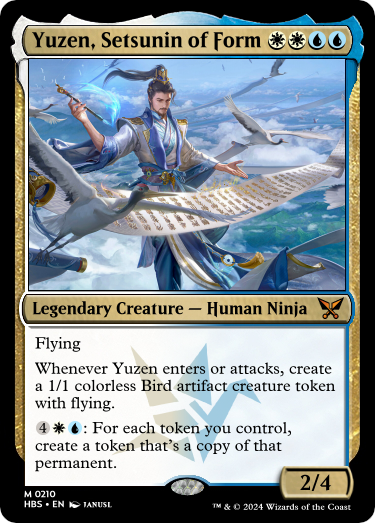 Yuzen, Setsunin of Form
Legendary Creature — Human Ninja
Flying
Whenever Yuzen enters or attacks, create
a 1/1 colorless Bird artifact creature token
with flying.
4: For each token you control,
create a token that's a copy of that
permanent.
2/4
M 0210
HBS • EN JANUSL
™ & © 2024 Wizards of the Coast